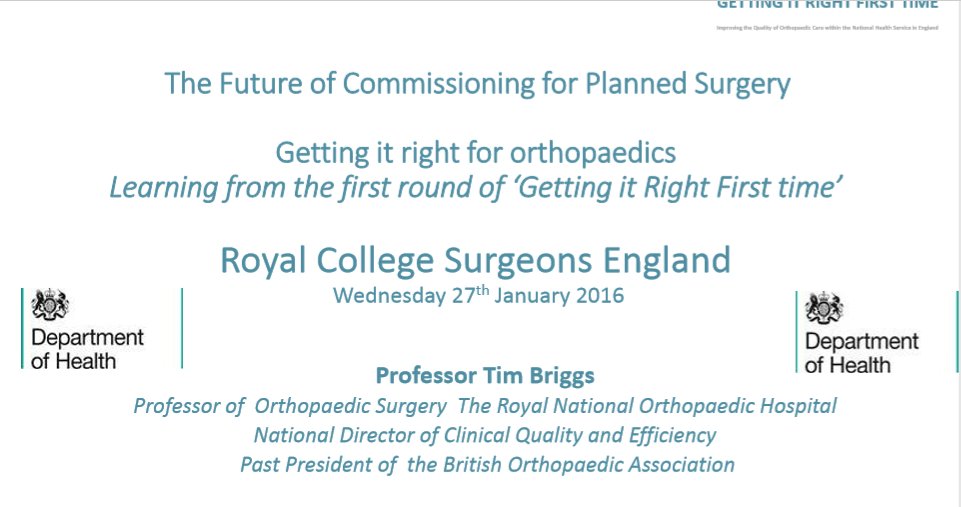 GETTING IT RIGHT FIRST TIME
Improving the Quality of Orthopaedic Care within the National Health Service in England
The Future of Commissioning for Planned Surgery
Getting it right for orthopaedics
Learning from the first round of ‘Getting it Right First time’
Royal College Surgeons England
Wednesday 27th January 2016
Department
of Health
Department
of Health
Professor Tim Briggs
Professor of Orthopaedic Surgery The Royal National Orthopaedic Hospital
National Director of Clinical Quality and Efficiency
Past President of the British Orthopaedic Association